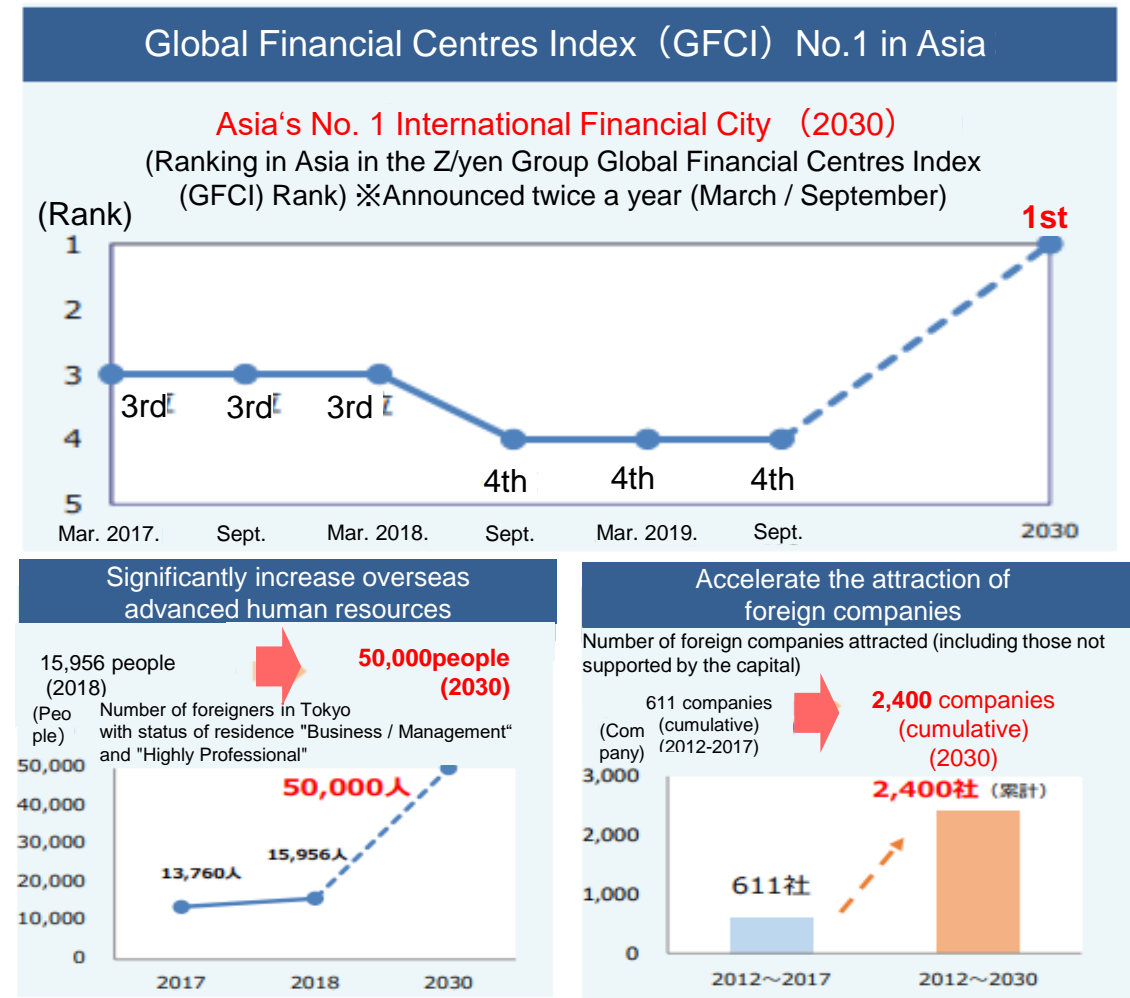 Global Financial Centres Index（GFCI）No.1 in Asia
Asia‘s No. 1 International Financial City （2030）
(Ranking in Asia in the Z/yen Group Global Financial Centres Index
(GFCI) Rank) ※Announced twice a year (March / September)
(Rank)
1st
1
2
3
4
5
3rd
3rd
3rd
4th
4th
4th
Mar. 2017.
Sept.
Mar. 2018.
Sept.
Mar. 2019.
Sept.
2030
Significantly increase overseas
advanced human resources
15,956 people
(2018)
50,000people
(2030)
(Peo
ple)
Number of foreigners in Tokyo
with status of residence "Business / Management“
and "Highly Professional"
50,000
40,000
30,000
20,000
10,000
0
50,000人
15,956人
13,760人
2017
2018
2030
Accelerate the attraction of
foreign companies
Number of foreign companies attracted (including those not
supported by the capital)
611 companies
(cumulative)
(2012-2017)
2,400 companies
(cumulative)
(2030)
(Com
pany)
3,000
2,000
1,000
0
2,400社（累計）
611社
2012～2017
2012～2030